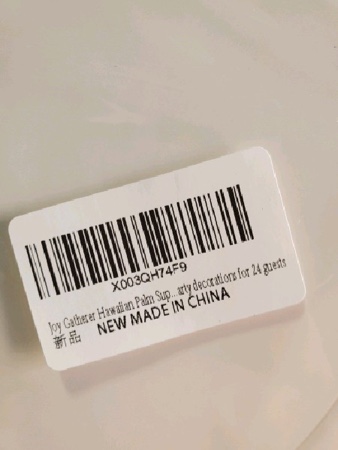 X003QH74F9
Joy Gatherer Hawaiian Palm Sup...arty decorations for 24 guests
新品 NEW MADE IN CHINA